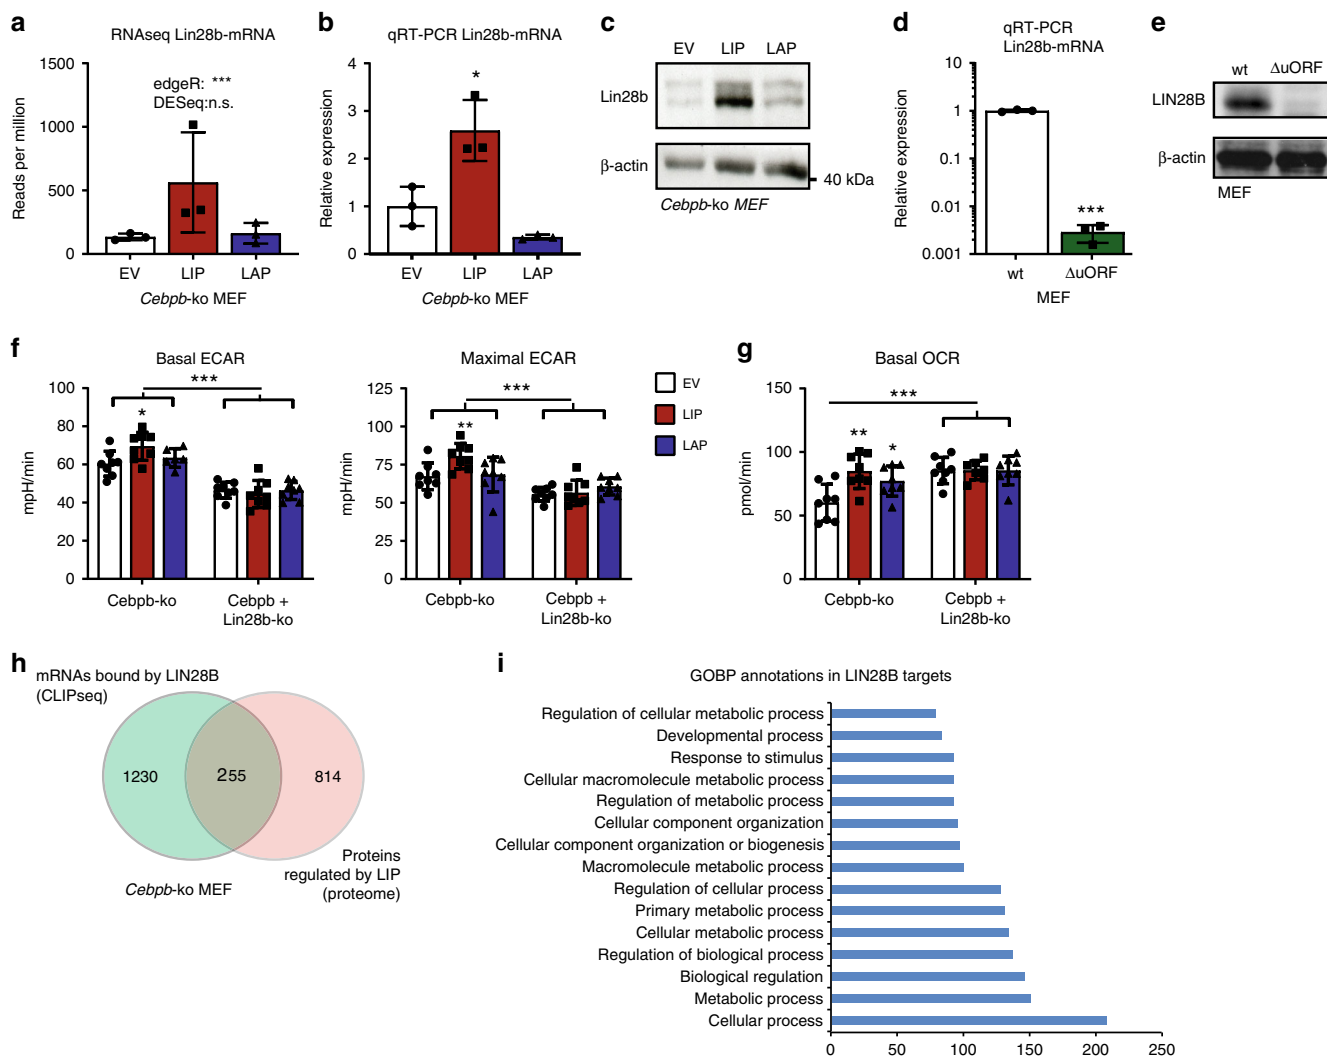 a
RNAseq Lin28b-mRNA
Reads per million
1500
1000
500
0
edgeR: ***
DESeq:n.s.
EV
LIP
LAP
Cebpb-ko MEF
b
qRT-PCR Lin28b-mRNA
Relative expression
4
3
2
1
0
*
EV
LIP
LAP
Cebpb-ko MEF
c
EV
LIP
LAP
Lin28b
β-actin
40 kDa
Cebpb-ko MEF
d
qRT-PCR
Lin28b-mRNA
Relative expression
10
1
0.1
0.01
0.001
***
wt
ΔuORF
MEF
e
wt
ΔuORF
LIN28B
β-actin
MEF
f
Basal ECAR
mpH/min
100
80
60
40
20
0
***
*
Cebpb-ko
Cebpb +
Lin28b-ko
Maximal ECAR
mpH/min
125
100
75
50
25
0
***
**
Cebpb-ko
Cebpb +
Lin28b-ko
EV
LIP
LAP
g
Basal OCR
pmol/min
150
100
50
0
***
**
*
Cebpb-ko
Cebpb +
Lin28b-ko
h
mRNAs bound by LIN28B
(CLIPseq)
1230
255
814
Proteins
regulated by LIP
(proteome)
Cebpb-ko MEF
i
GOBP annotations in LIN28B targets
Regulation of cellular metabolic process
Developmental process
Response to stimulus
Cellular macromolecule metabolic process
Regulation of metabolic process
Cellular component organization
Cellular component organization or biogenesis
Macromolecule metabolic process
Regulation of cellular process
Primary metabolic process
Cellular metabolic process
Regulation of biological process
Biological regulation
Metabolic process
Cellular process
0
50
100
150
200
250